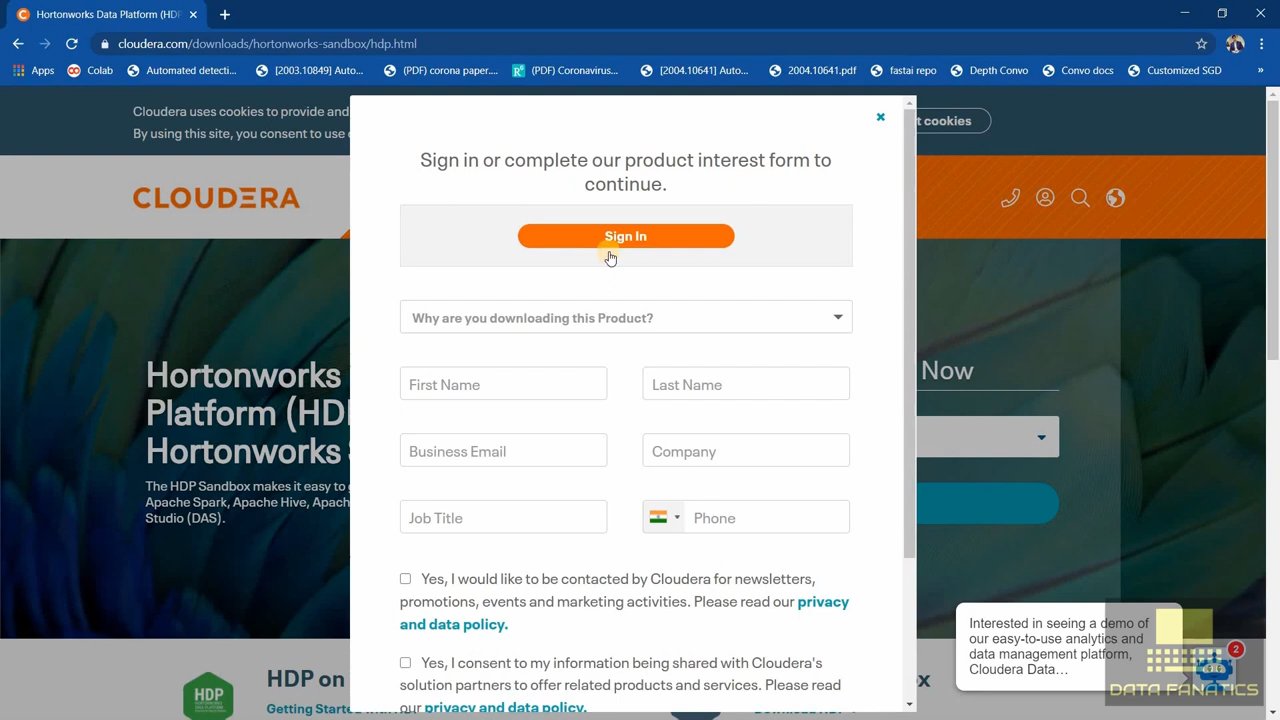 Hortonworks Data Platform (HD
cloudera.com/downloads/hortonworks-sandbox/hdp.html
Apps
Colab
Automated detecti...
[2003.10849] Auto...
(PDF) corona paper....
(PDF) Coronavirus...
[2004.10641] Auto...
2004.10641.pdf
fastai repo
Depth Convo
Convo docs
Customized SGD
»
Cloudera uses cookies to provide and
By using this site, you consent to use
t cookies
CLOUDERA
Sign in or complete our product interest form to
continue.
Sign In
Why are you downloading this Product?
First Name
Last Name
Business Email
Company
Job Title
Phone
Yes, I would like to be contacted by Cloudera for newsletters,
promotions, events and marketing activities. Please read our privacy
and data policy.
Yes, I consent to my information being shared with Cloudera's
solution partners to offer related products and services. Please read
our privacy and data policy.
Hortonworks
Platform (HD
Hortonworks
The HDP Sandbox makes it easy to
Apache Spark, Apache Hive, Apach
Studio (DAS).
Now
Interested in seeing a demo of
our easy-to-use analytics and
data management platform,
Cloudera Data...
2
DATA FANATICS
HDP
HDP on
Getting Started